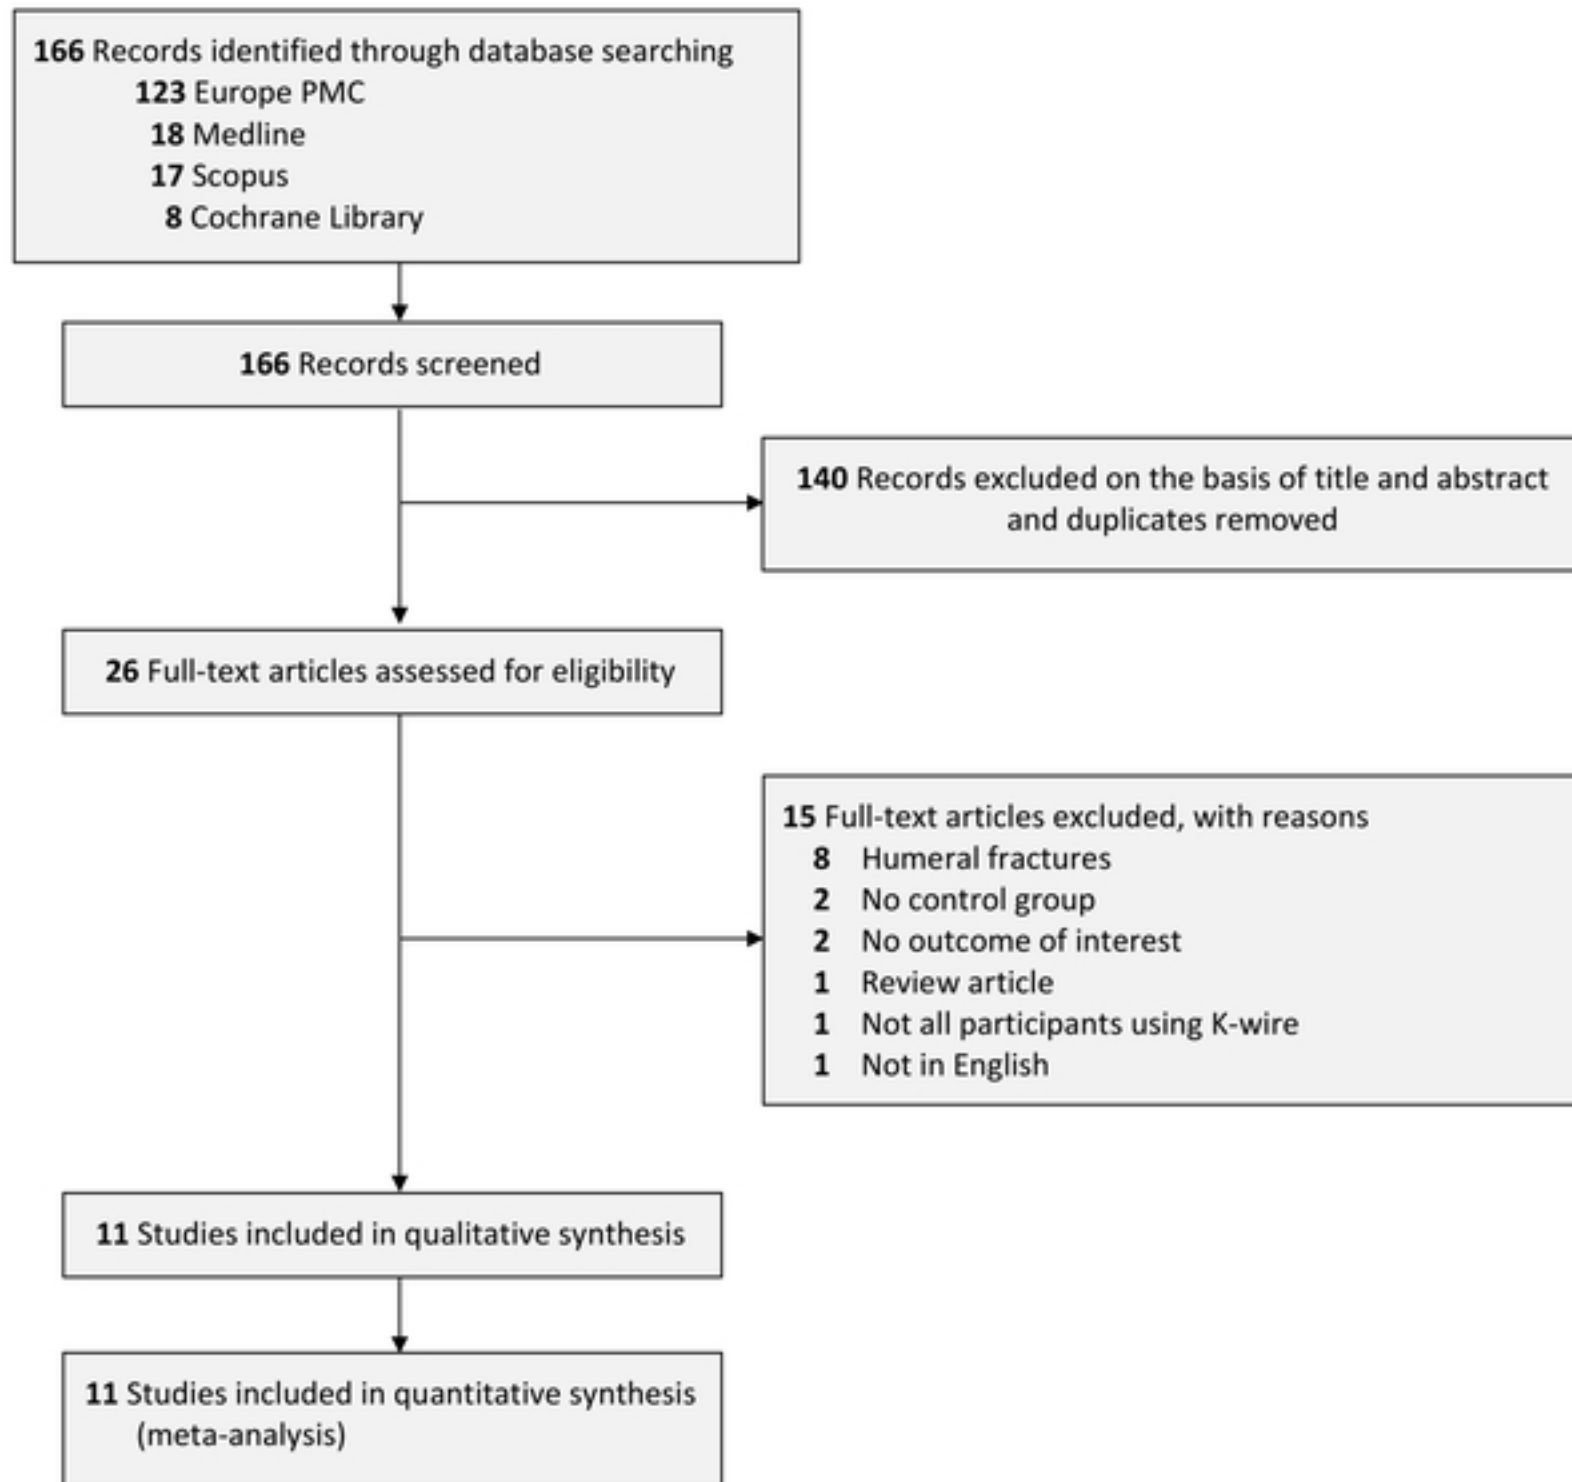 166 Records identified through database searching
123 Europe PMC
18 Medline
17 Scopus
8 Cochrane Library
166 Records screened
140 Records excluded on the basis of title and abstract
and duplicates removed
26 Full-text articles assessed for eligibility
15 Full-text articles excluded, with reasons
8 Humeral fractures
2 No control group
2 No outcome of interest
1 Review article
1 Not all participants using K-wire
1 Not in English
11 Studies included in qualitative synthesis
11 Studies included in quantitative synthesis
(meta-analysis)